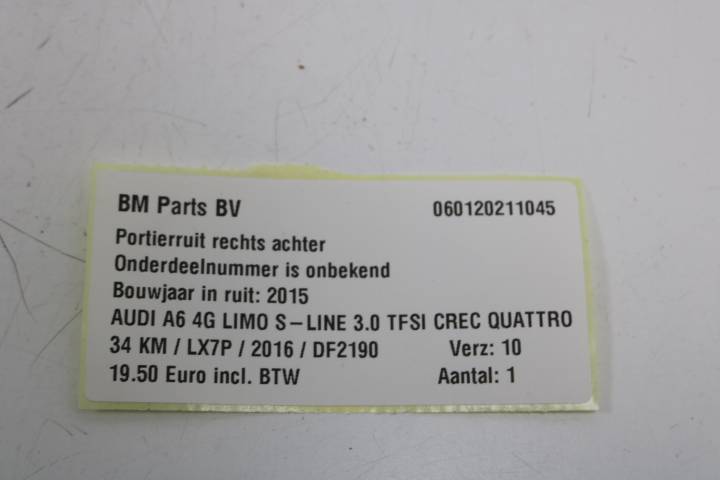 BM Parts BV 060120211045
Portierruit rechts achter
Onderdeelnummer is onbekend
Bouwjaar in ruit: 2015
AUDI A6 4G LIMO S-LINE 3.0 TFSI CREC QUATTRO
34 KM / LX7P / 2016 / DF2190 Verz: 10
19.50 Euro incl. BTW Aantal: 1